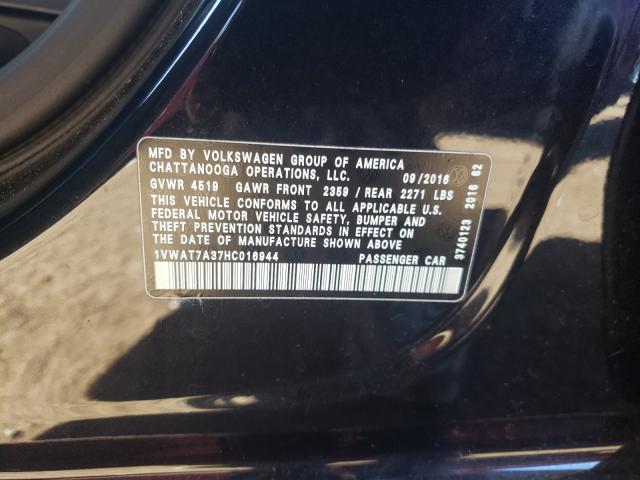 MFD BY VOLKSWAGEN GROUP OF AMERICA
CHATTANOOGA OPERATIONS, LLC. 09/2016
GVWR 4519 GAWR FRONT 2359 / REAR 2271 LBS
THIS VEHICLE CONFORMS TO ALL APPLICABLE U.S.
FEDERAL MOTOR VEHICLE SAFETY, BUMPER AND
THEFT PREVENTION STANDARDS IN EFFECT ON
THE DATE OF MANUFACTURE SHOWN ABOVE
1VWAT7A37HC016944 PASSENGER CAR
3740123 2016 62